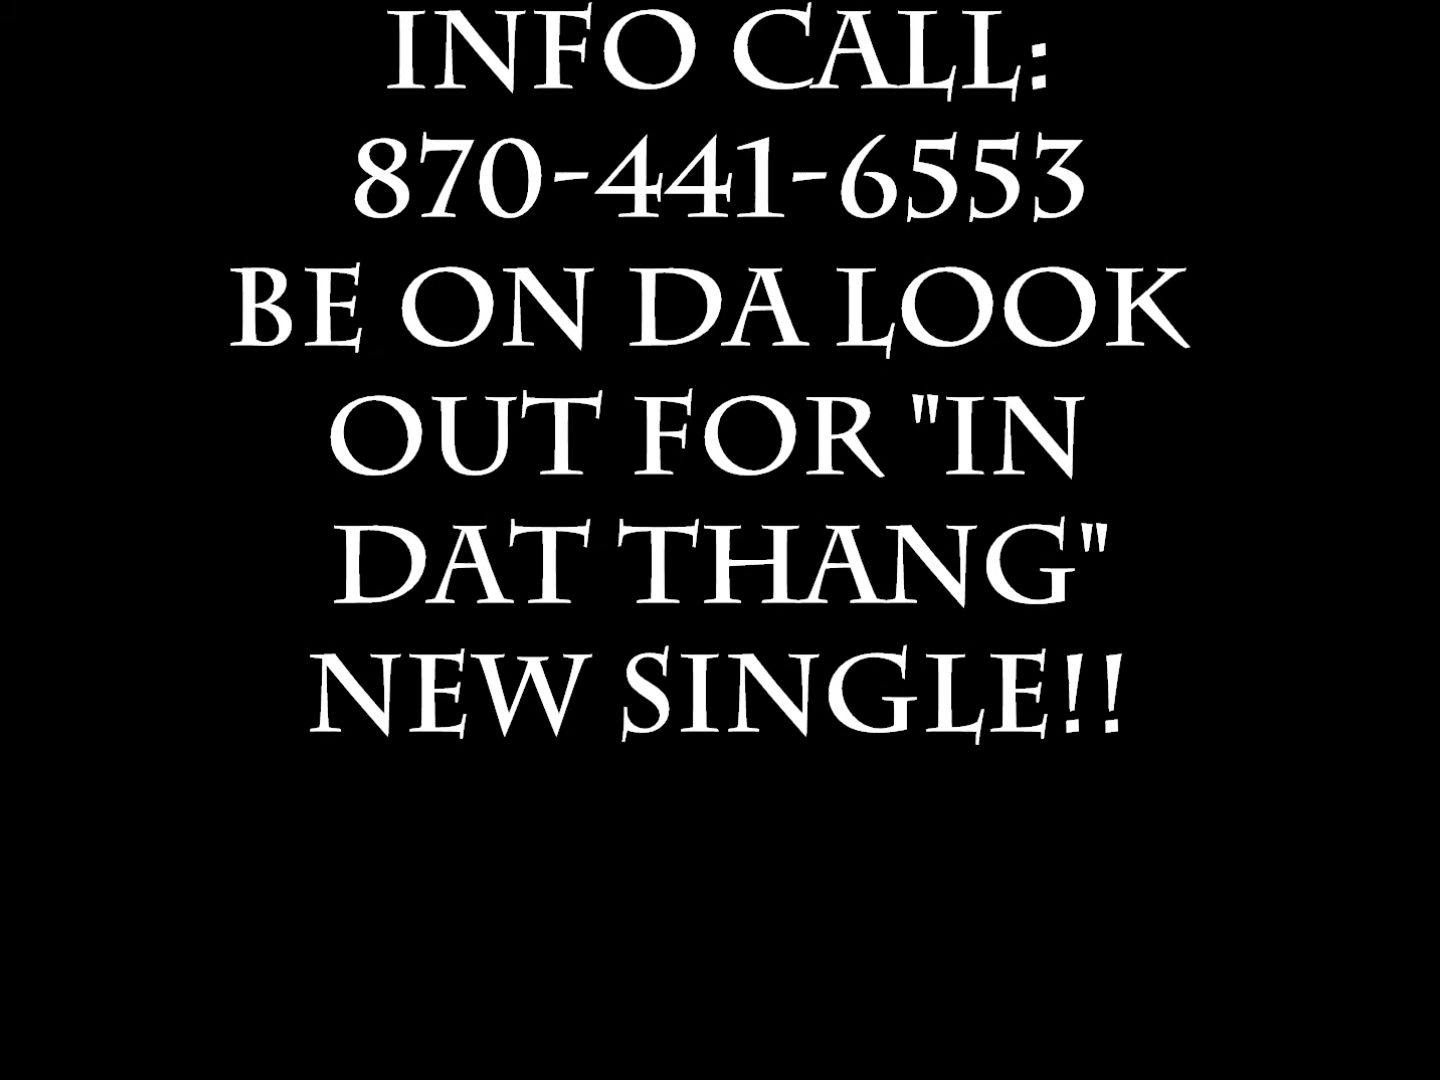 INFO CALL:
870-441-6553
BE ON DA LOOK
OUT FOR "IN
DAT THANG"
NEW SINGLE!!